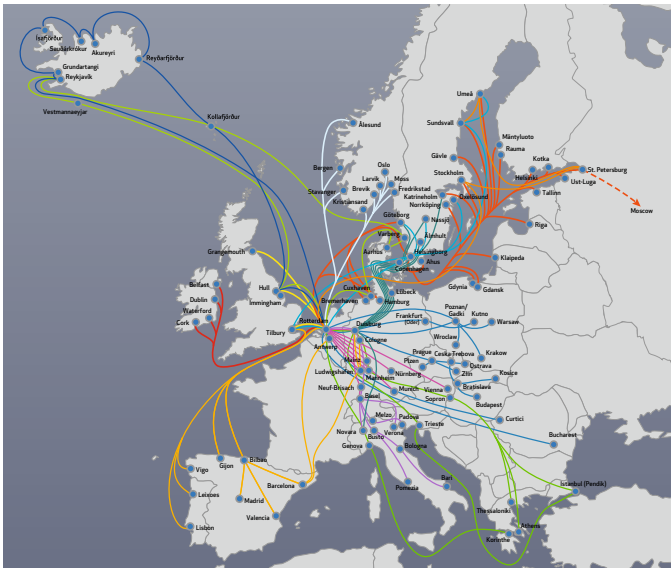 Ísafjörður
Sauðárkrókur
Akureyri
Reyðarfjörður
Grundartangi
Reykjavík
Vestmannaeyjar
Kollafjørður
Umeå
Ålesund
Sundsvall
Mäntyluoto
Rauma
Gävle
Kotka
Bergen
Oslo
Larvik
Moss
Stockholm
Helsinki
St. Petersburg
Ust-Luga
Stavanger
Brevik
Fredrikstad
Katrineholm
Oxelösund
Tallinn
Kristiansand
Norrköping
Moscow
Göteborg
Nässjö
Riga
Varberg
Älmhult
Grangemouth
Aarhus
Helsingborg
Klaipeda
Åhus
Copenhagen
Belfast
Hull
Cuxhaven
Lübeck
Gdynia
Gdansk
Dublin
Immingham
Bremerhaven
Hamburg
Waterford
Rotterdam
Frankfurt
(Oder)
Poznan/
Gadki
Kutno
Cork
Tilbury
Duisburg
Warsaw
Antwerp
Cologne
Wroclaw
Mainz
Prague
Ceska Trebova
Krakow
Plzen
Ostrava
Ludwigshafen
Mannheim
Nürnberg
Zlin
Kosice
Neuf-Brisach
Munich
Vienna
Bratislava
Basel
Sopron
Budapest
Melzo
Padova
Curtici
Novara
Busto
Verona
Trieste
Bucharest
Genova
Bologna
Vigo
Gijon
Bilbao
Barcelona
Pomezia
Bari
Istanbul (Pendik)
Leixoes
Madrid
Valencia
Thessaloniki
Lisbon
Athens
Korinthe